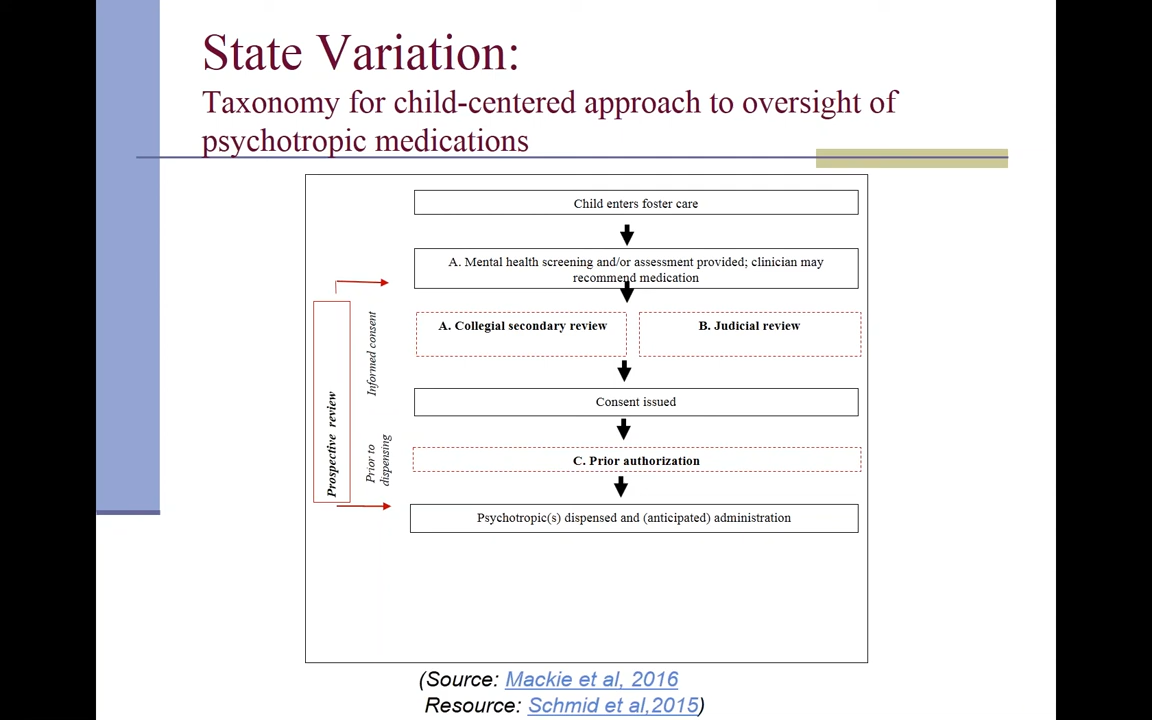 State Variation:
Taxonomy for child-centered approach to oversight of
psychotropic medications
Child enters foster care
A. Mental health screening and/or assessment provided; clinician may
recommend medication
Informed consent
A. Collegial secondary review
B. Judicial review
Prospective review
Consent issued
Prior to
dispensing
C. Prior authorization
Psychotropic(s) dispensed and (anticipated) administration
(Source: Mackie et al, 2016
Resource: Schmid et al,2015)